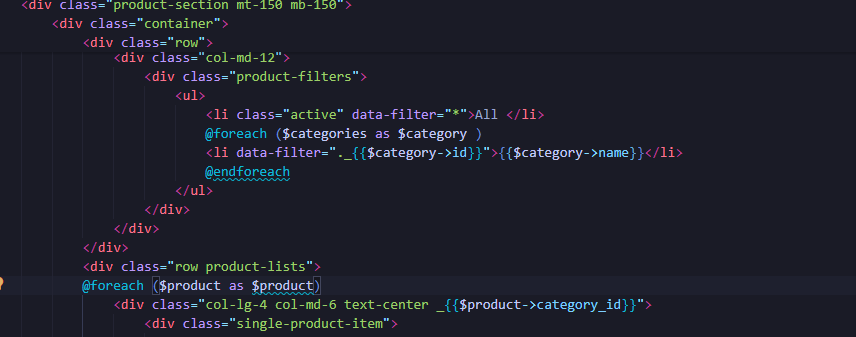 <div class="product-section mt-150 mb-150">
<div class="container">
<div class="row">
<div class="col-md-12">
<div class="product-filters">
<ul>
<li class="active" data-filter="*">All </li>
@foreach ($categories as $category )
<li data-filter="._{{$category->id}}">{{$category->name}}</li>
@endforeach
</ul>
</div>
</div>
</div>
<div class="row product-lists">
@foreach ($product as $product)
<div class="col-lg-4 col-md-6 text-center _{{$product->category_id}}">
<div class="single-product-item">